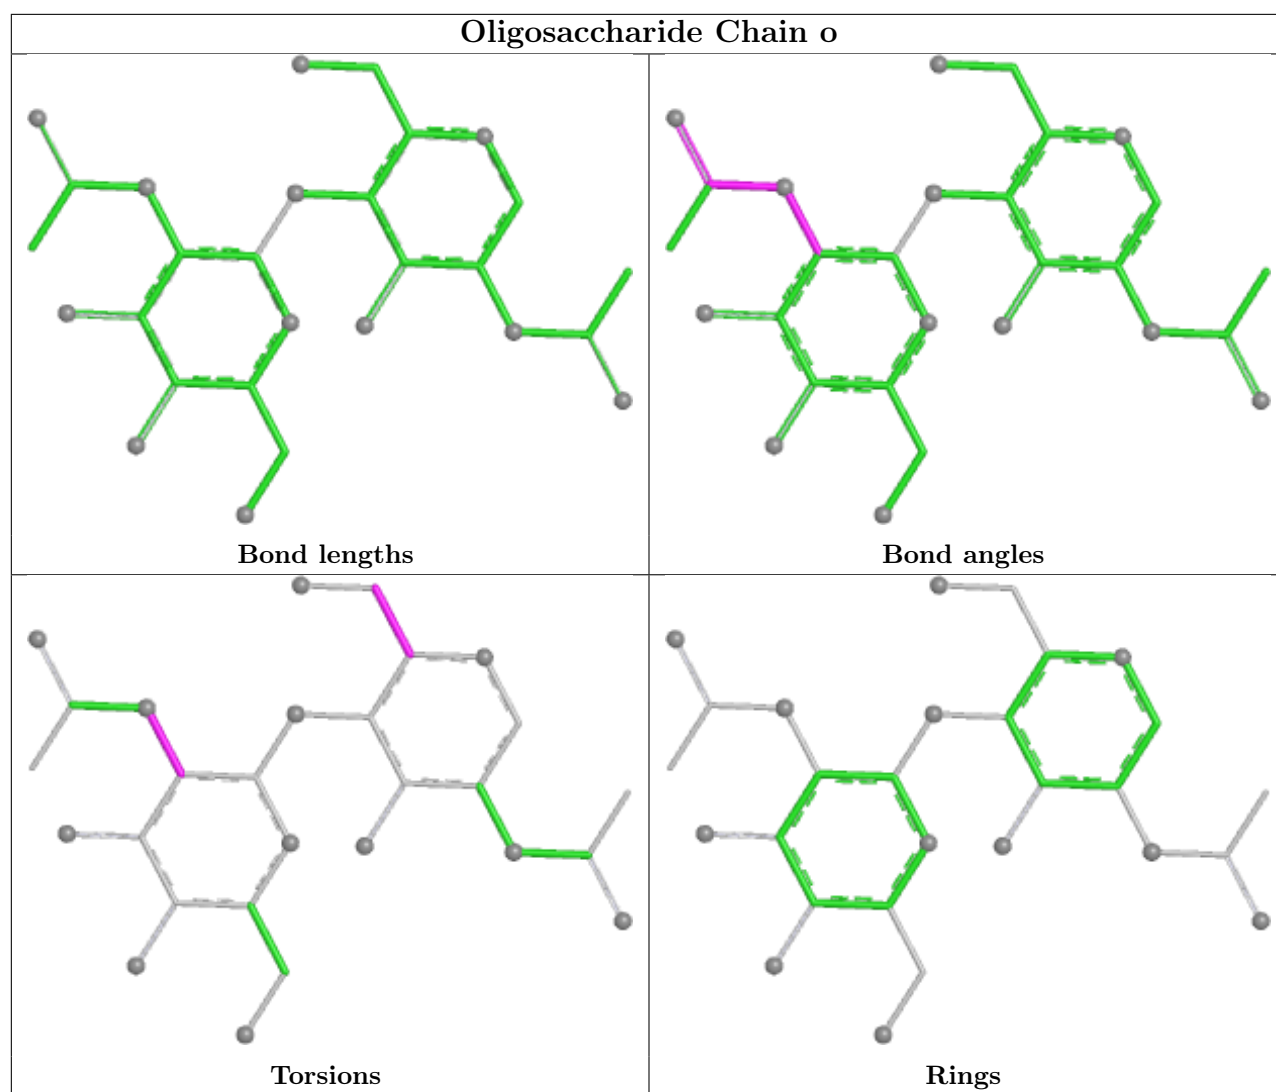 Oligosaccharide Chain o
Bond lengths
Bond angles
Torsions
Rings